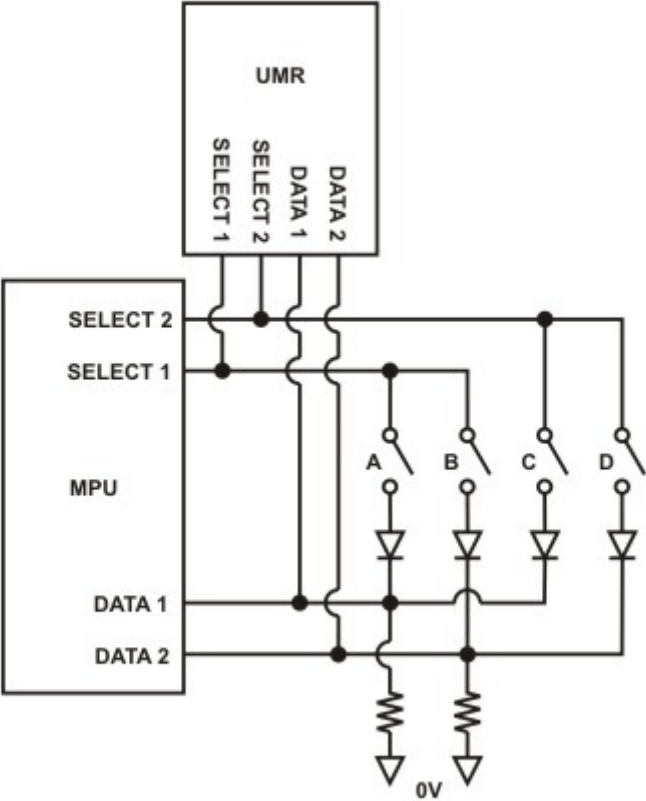 UMR
SELECT 1
SELECT 2
DATA 1
DATA 2
SELECT 2
SELECT 1
MPU
A
B
C
D
DATA 1
DATA 2
0V